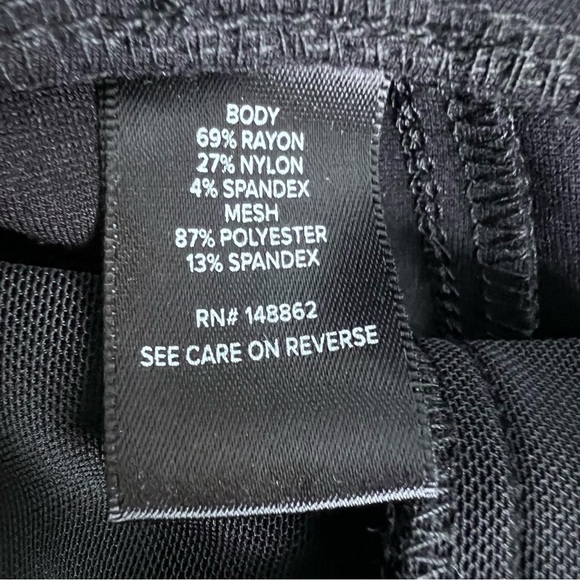 BODY
69% RAYON
27% NYLON
4% SPANDEX
MESH
87% POLYESTER
13% SPANDEX
RN# 148862
SEE CARE ON REVERSE